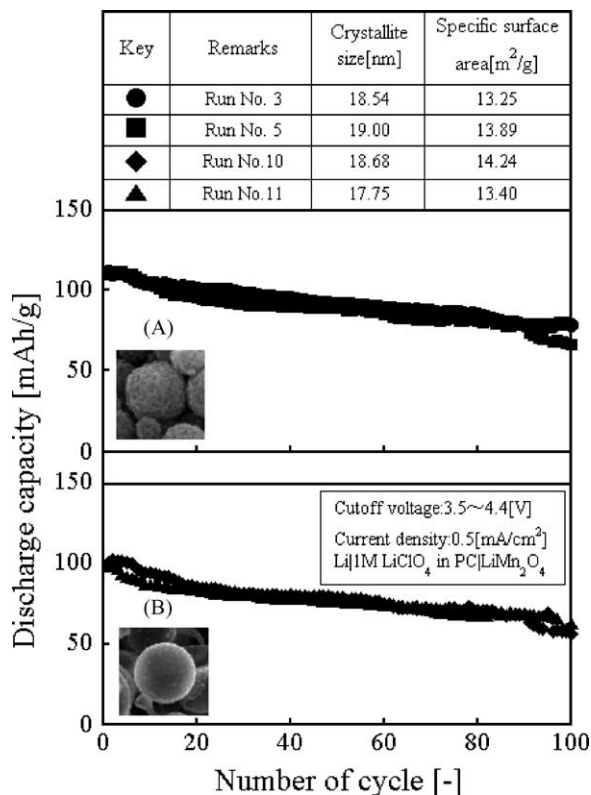 Key Remarks Crystallite size[nm] Specific surface area[m²/g]
Run No. 3 18.54 13.25
Run No. 5 19.00 13.89
Run No.10 18.68 14.24
Run No.11 17.75 13.40
150
100
(A)
50
0
150
Cutoff voltage:3.5～4.4[V]
Current density:0.5[mA/cm²]
Li|1M LiClO₄ in PC|LiMn₂O₄
100
(B)
50
0
0 20 40 60 80 100
Discharge capacity [mAh/g]
Number of cycle [-]